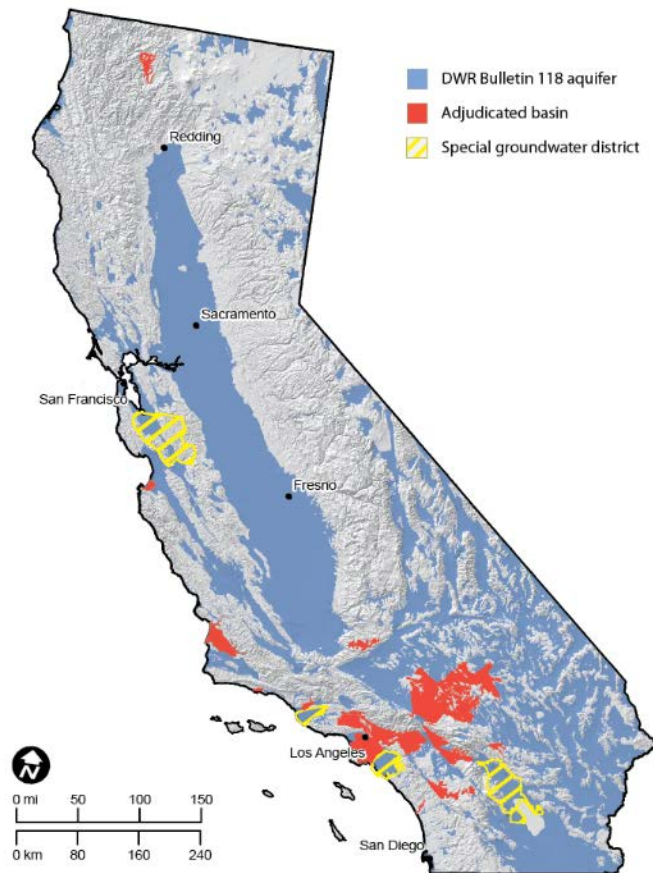 DWR Bulletin 118 aquifer
Adjudicated basin
Special groundwater district
Redding
Sacramento
San Francisco
Fresno
Los Angeles
San Diego
N
0 mi 50 100 150
0 km 80 160 240